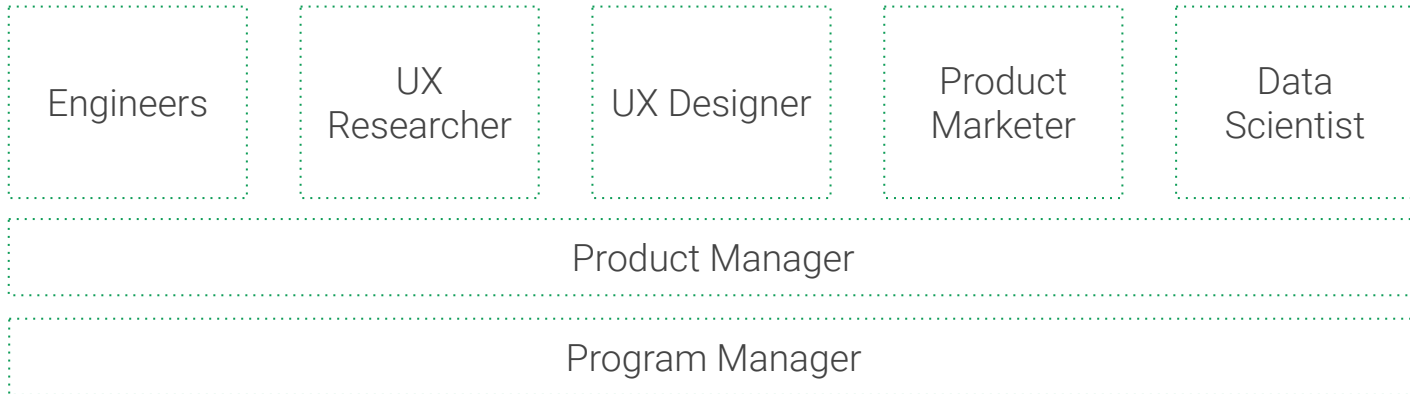 Engineers
UX
Researcher
UX Designer
Product
Marketer
Data
Scientist
Product Manager
Program Manager